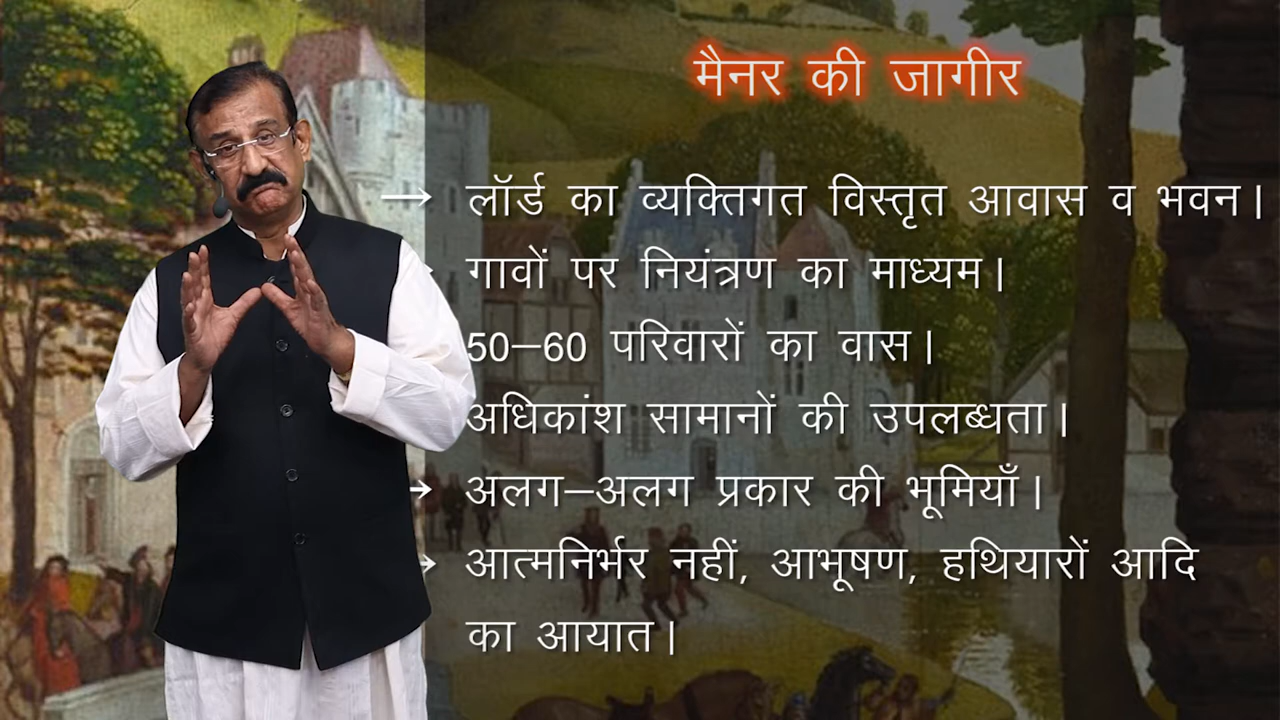 मैनर की जागीर
→ लॉर्ड का व्यक्तिगत विस्तृत आवास व भवन।
गावों पर नियंत्रण का माध्यम।
50–60 परिवारों का वास।
अधिकांश सामानों की उपलब्धता।
→ अलग–अलग प्रकार की भूमियाँ।
→ आत्मनिर्भर नहीं, आभूषण, हथियारों आदि
का आयात।